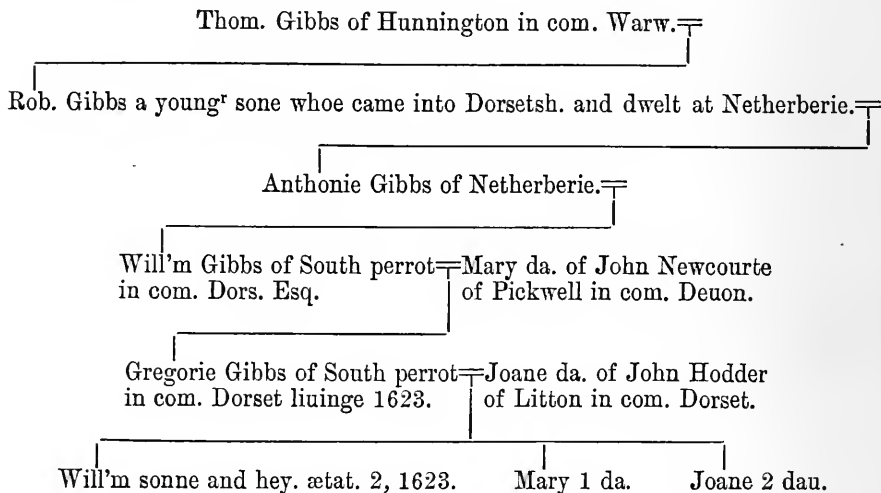 Thom. Gibbs of Hunnington in com. Warw.
Rob. Gibbs a youngʳ sone whoe came into Dorsetsh. and dwelt at Netherberie.
Anthonie Gibbs of Netherberie.
Will'm Gibbs of South perrot
in com. Dors. Esq.
Mary da. of John Newcourte
of Pickwell in com. Deuon.
Gregorie Gibbs of South perrot
in com. Dorset liuinge 1623.
Joane da. of John Hodder
of Litton in com. Dorset.
Will'm sonne and hey. ætat. 2, 1623.
Mary 1 da.
Joane 2 dau.